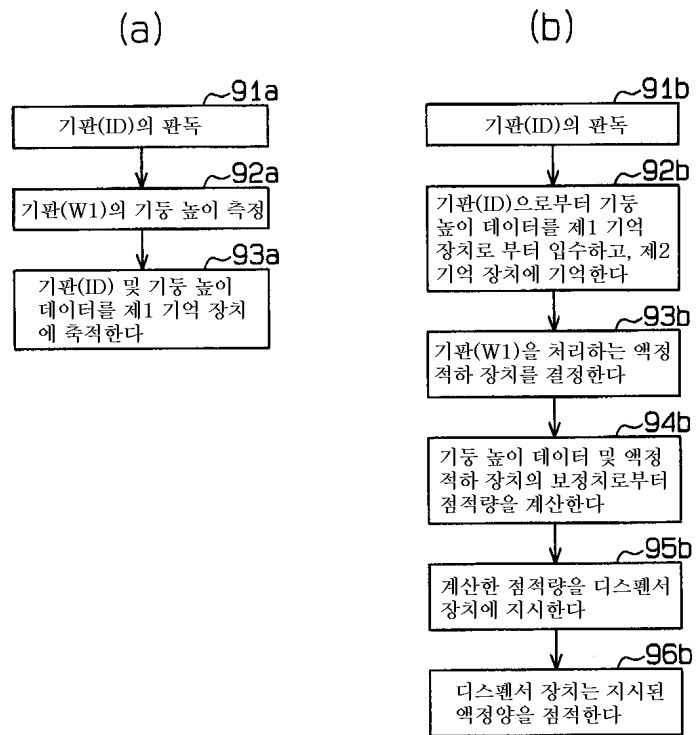 (a)
91a
기판(ID)의 판독
92a
기판(W1)의 기둥 높이 측정
93a
기판(ID) 및 기둥 높이
데이터를 제1 기억 장치
에 축적한다
(b)
91b
기판(ID)의 판독
92b
기판(ID)으로부터 기둥
높이 데이터를 제1 기억
장치로 부터 입수하고, 제2
기억 장치에 기억한다
93b
기판(W1)을 처리하는 액정
적하 장치를 결정한다
94b
기둥 높이 데이터 및 액정
적하 장치의 보정치로부터
점적량을 계산한다
95b
계산한 점적량을 디스펜서
장치에 지시한다
96b
디스펜서 장치는 지시된
액정양을 점적한다